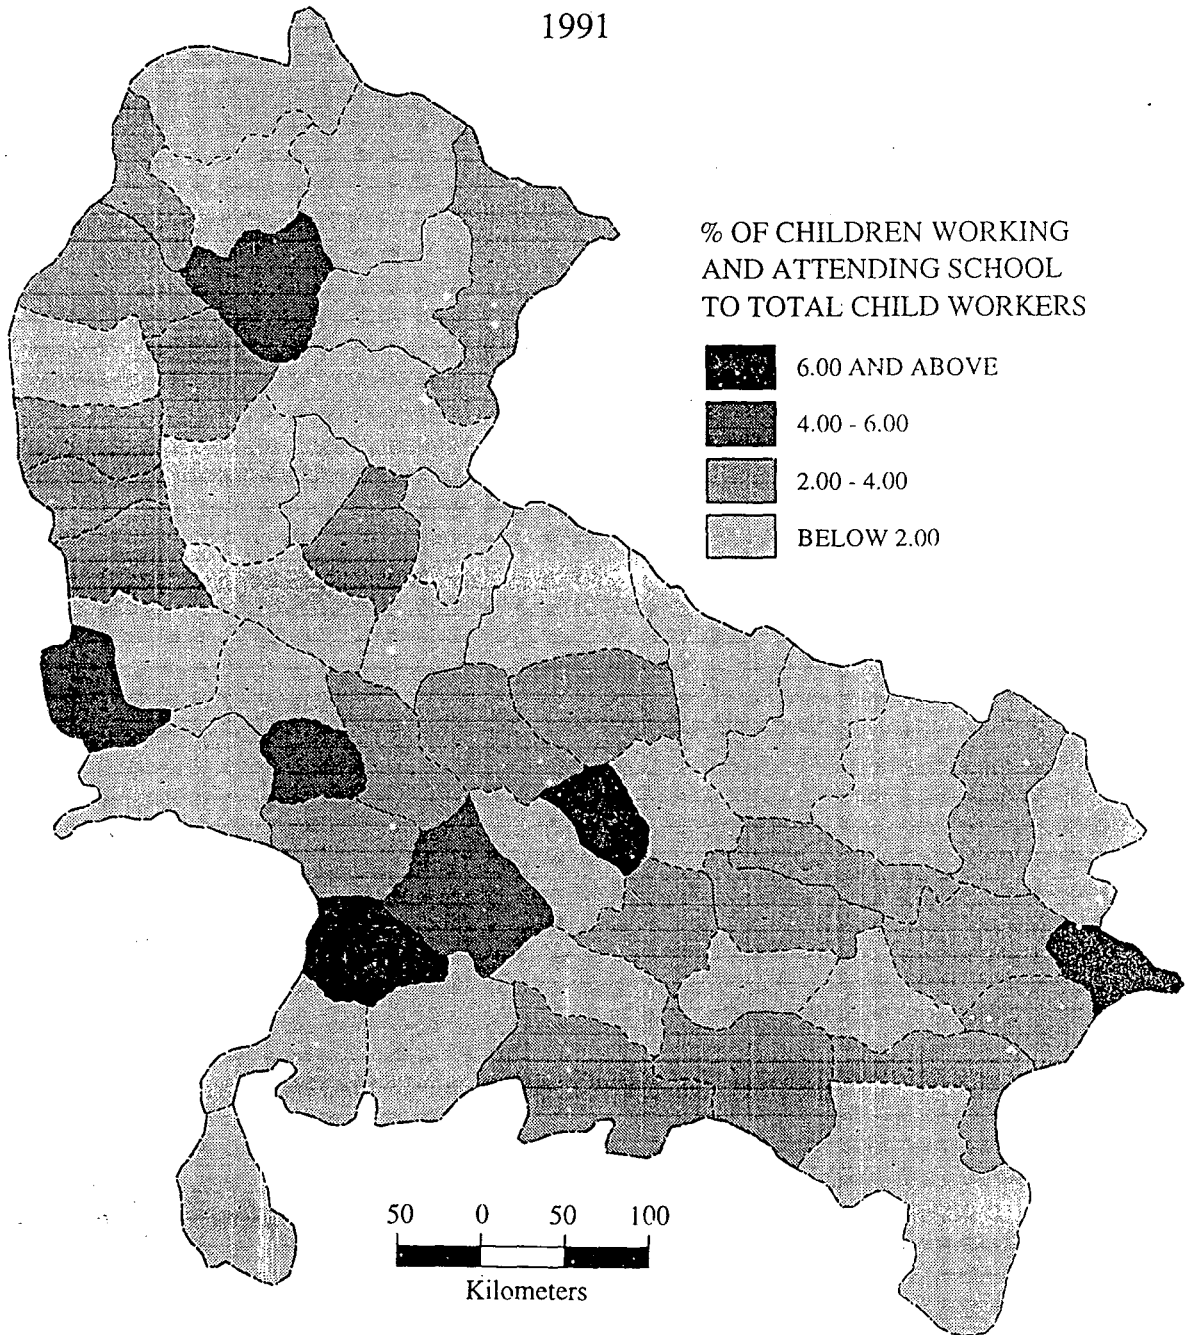 1991
% OF CHILDREN WORKING
AND ATTENDING SCHOOL
TO TOTAL CHILD WORKERS
6.00 AND ABOVE
4.00 - 6.00
2.00 - 4.00
BELOW 2.00
50 0 50 100
Kilometers